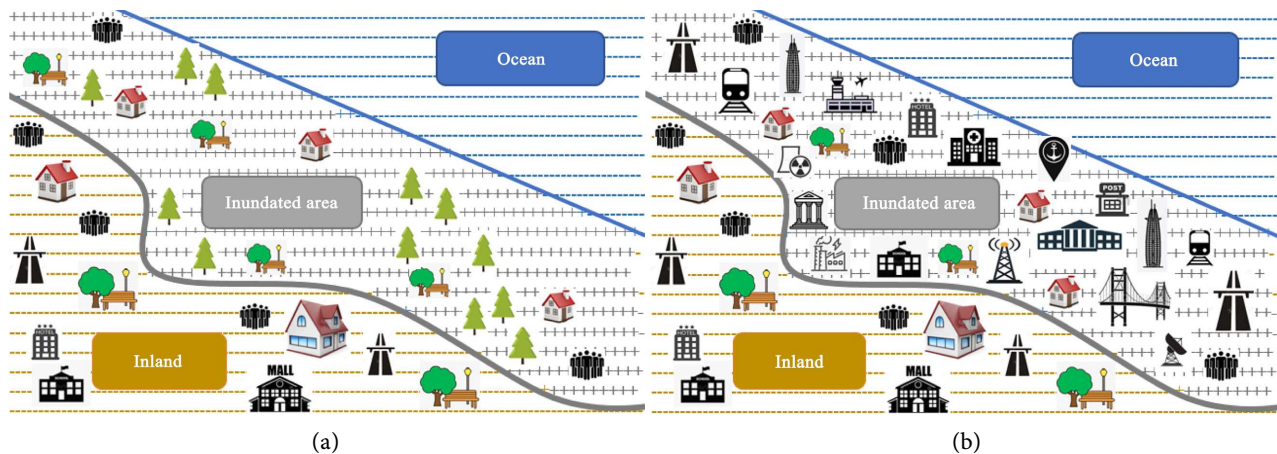 Ocean
Inundated area
HOTEL
Inland
MALL
(a)
Ocean
HOTEL
POST
Inundated area
HOTEL
Inland
MALL
(b)